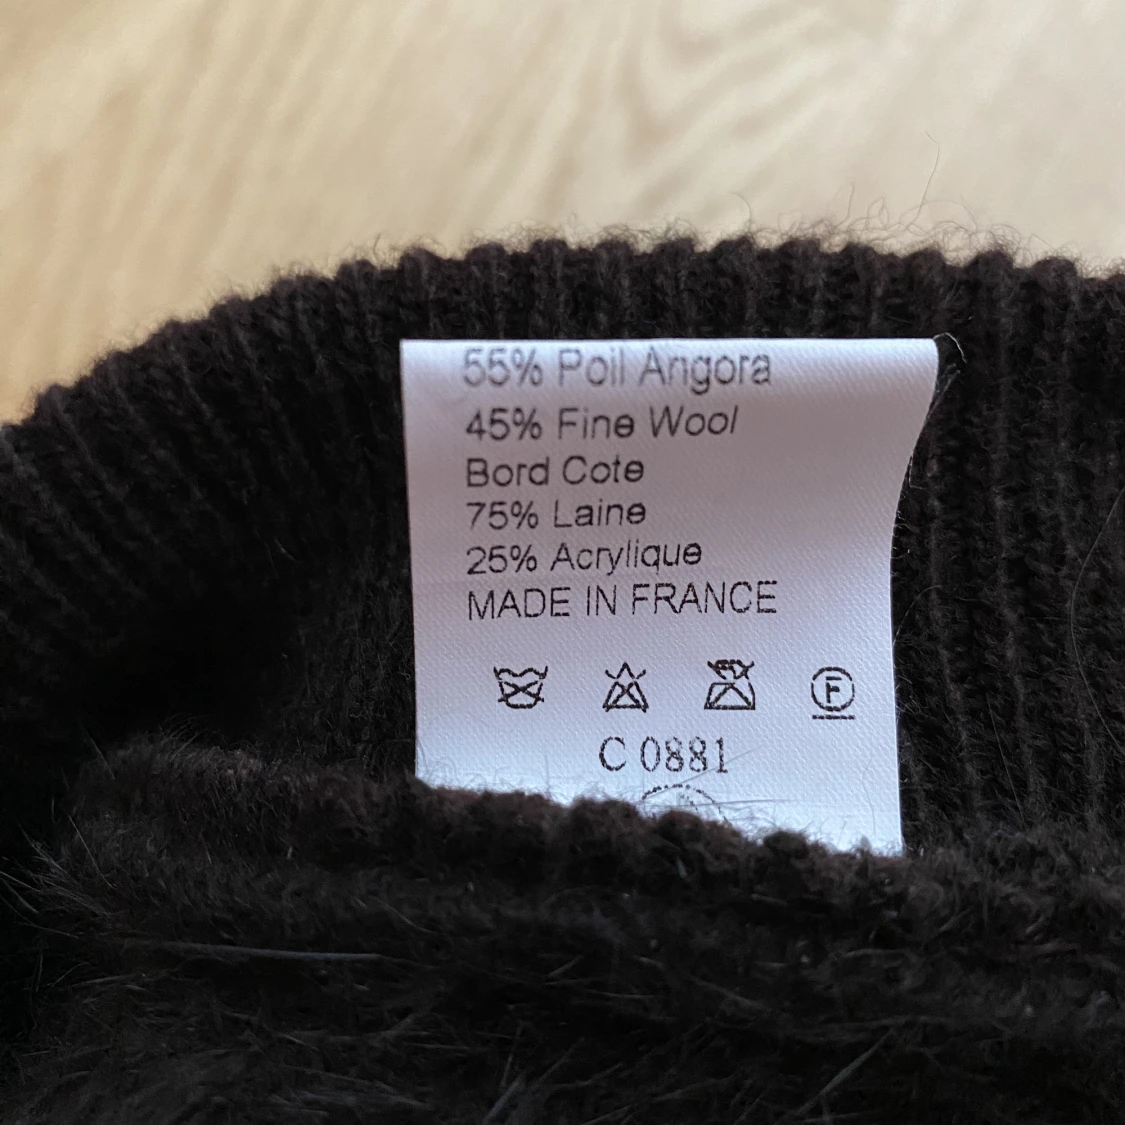 55% Poil Angora
45% Fine Wool
Bord Cote
75% Laine
25% Acrylique
MADE IN FRANCE
F
C 0881